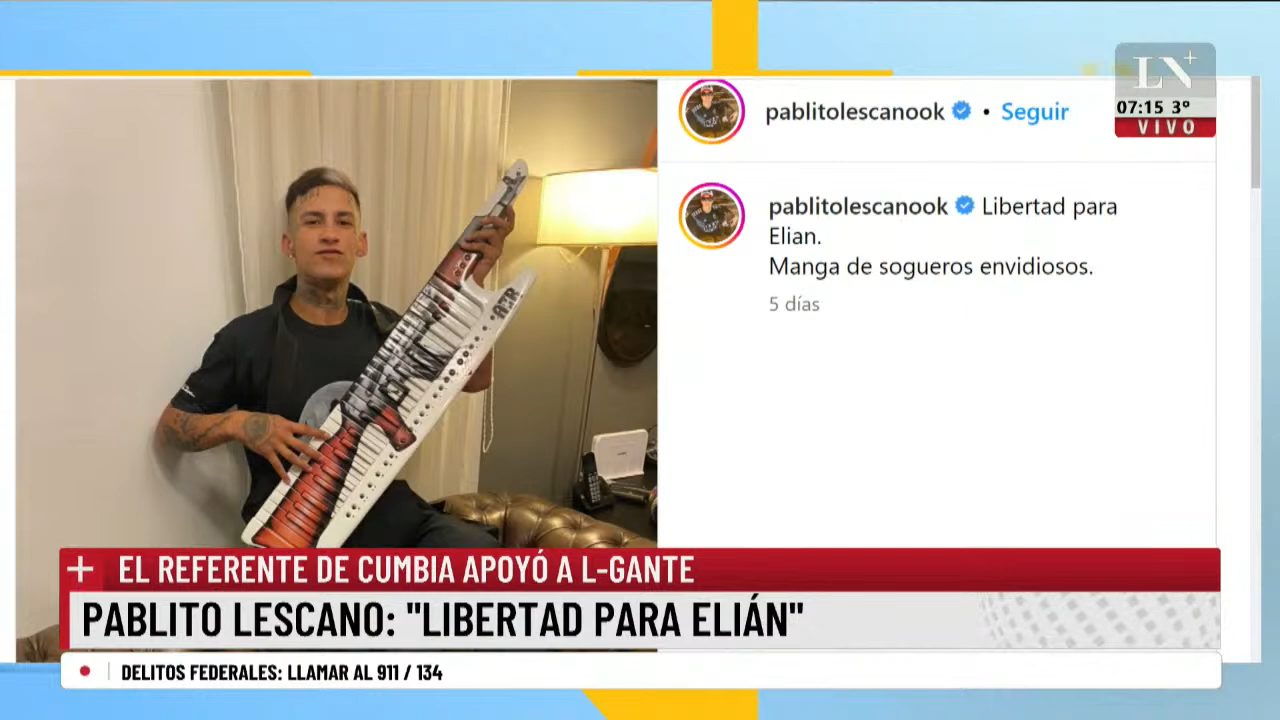 LN+
07:15 3°
VIVO
pablitolescanook • Seguir
pablitolescanook Libertad para
Elian.
Manga de sogueros envidiosos.
5 días
EL REFERENTE DE CUMBIA APOYÓ A L-GANTE
PABLITO LESCANO: "LIBERTAD PARA ELIÁN"
DELITOS FEDERALES: LLAMAR AL 911 / 134